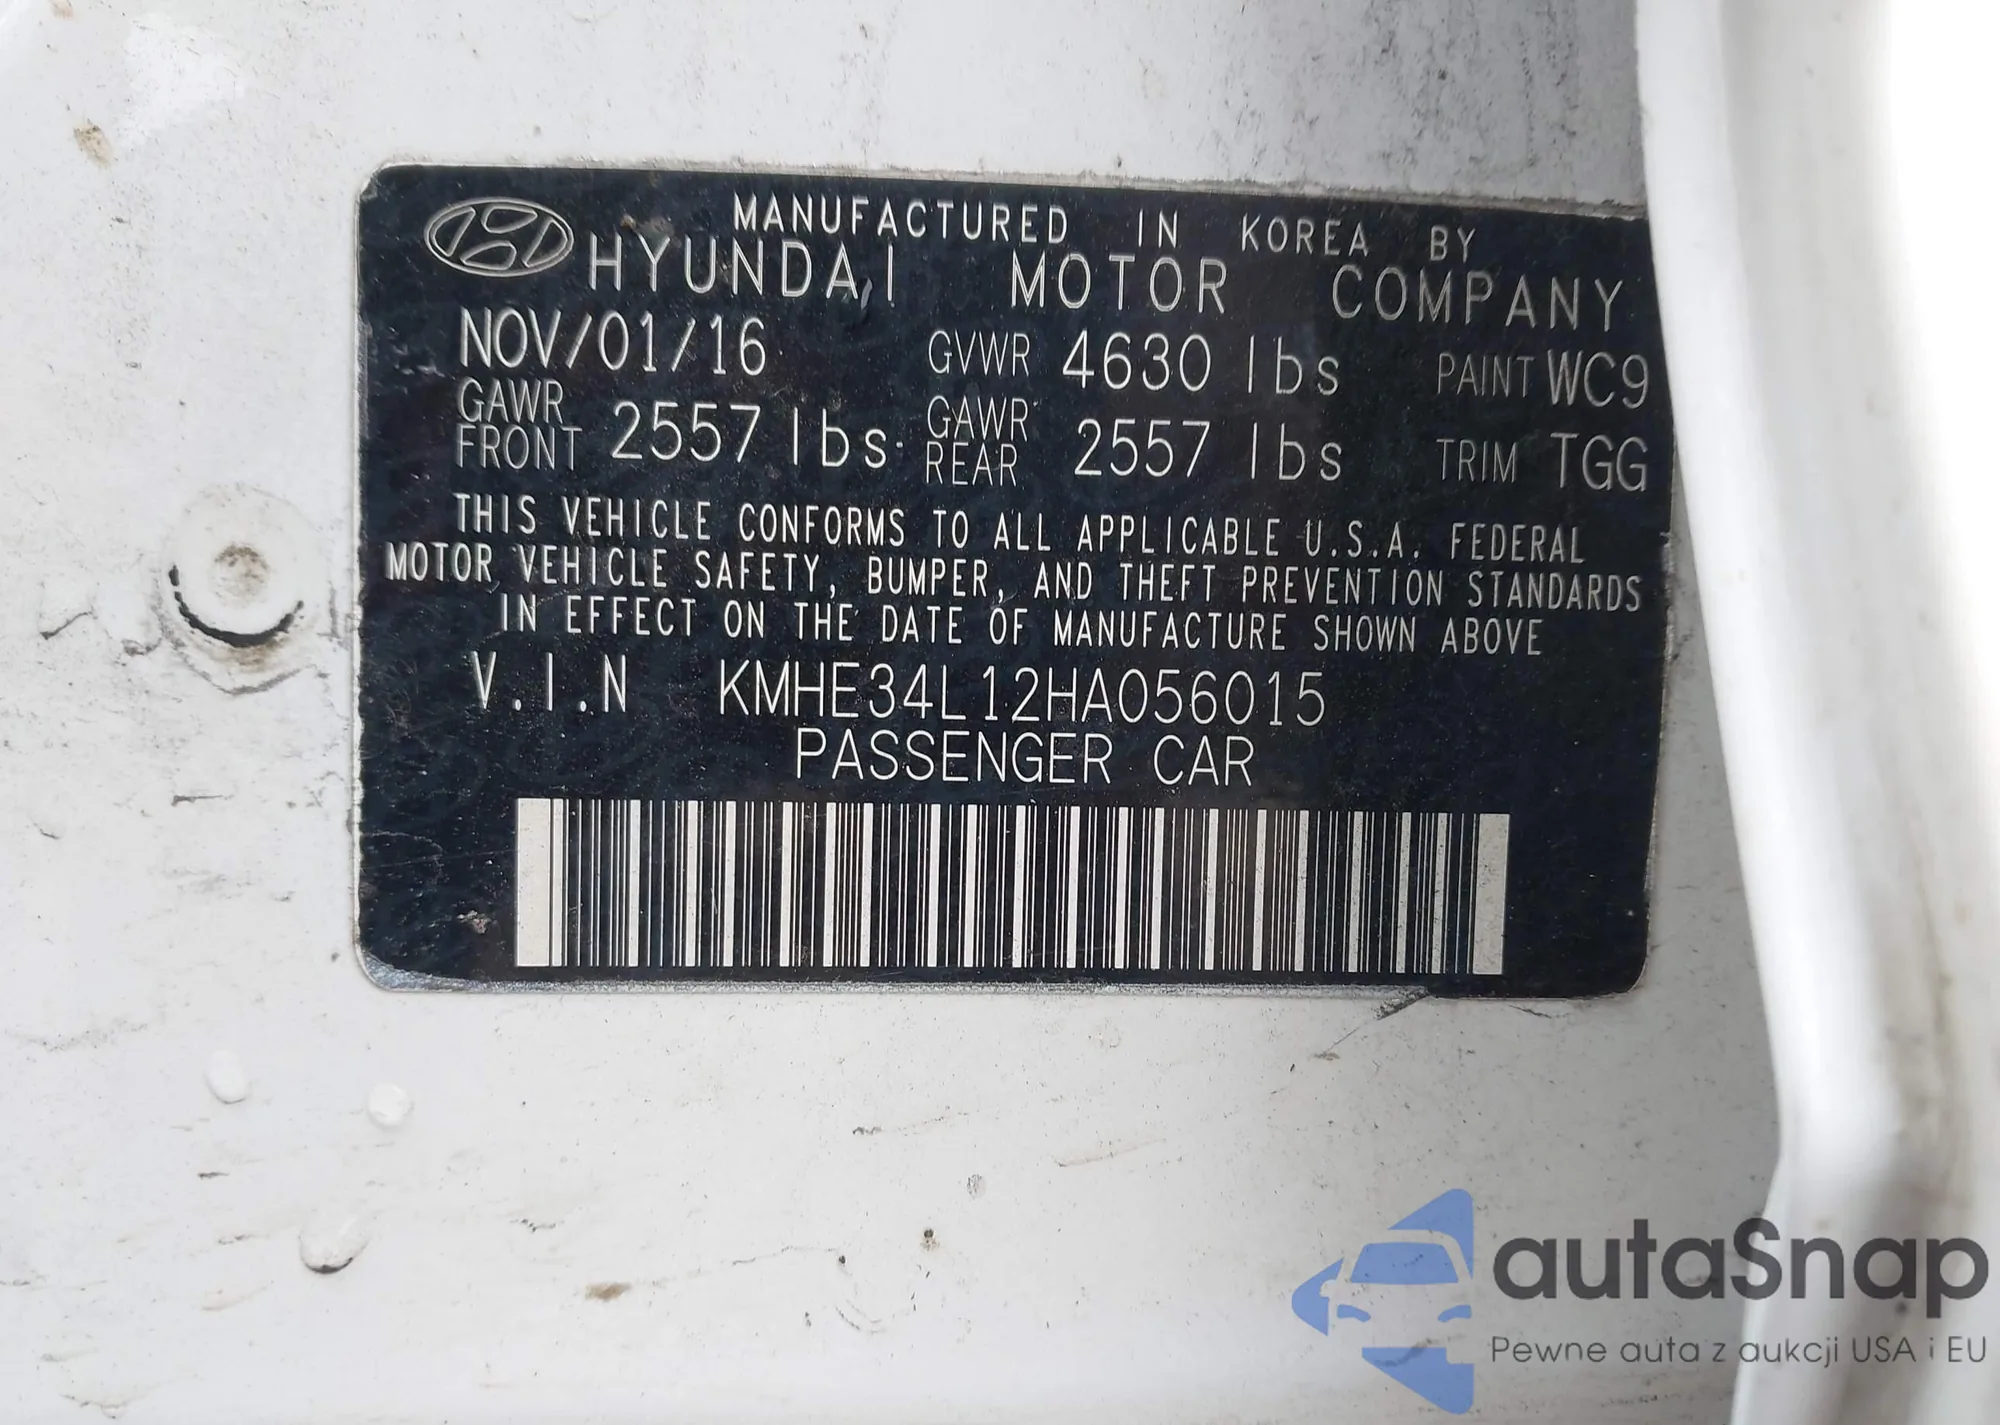 MANUFACTURED IN KOREA BY
HYUNDAI MOTOR COMPANY
NOV/01/16 GVWR 4630 lbs PAINT WC9
GAWR FRONT 2557 lbs GAWR REAR 2557 lbs TRIM TGG
THIS VEHICLE CONFORMS TO ALL APPLICABLE U.S.A. FEDERAL
MOTOR VEHICLE SAFETY, BUMPER, AND THEFT PREVENTION STANDARDS
IN EFFECT ON THE DATE OF MANUFACTURE SHOWN ABOVE
V.I.N KMHE34L12HA056015
PASSENGER CAR
autaSnap
Pewne auta z aukcji USA i EU